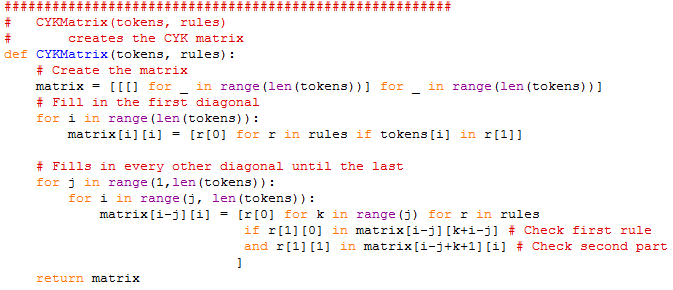 ########################################################
#   CYKMatrix(tokens, rules)
#       creates the CYK matrix
def CYKMatrix(tokens, rules):
    # Create the matrix
    matrix = [[[] for _ in range(len(tokens))] for _ in range(len(tokens))]
    # Fill in the first diagonal
    for i in range(len(tokens)):
        matrix[i][i] = [r[0] for r in rules if tokens[i] in r[1]]

    # Fills in every other diagonal until the last
    for j in range(1,len(tokens)):
        for i in range(j, len(tokens)):
            matrix[i-j][i] = [r[0] for k in range(j) for r in rules
                              if r[1][0] in matrix[i-j][k+i-j] # Check first rule
                              and r[1][1] in matrix[i-j+k+1][i] # Check second part
                             ]
    return matrix